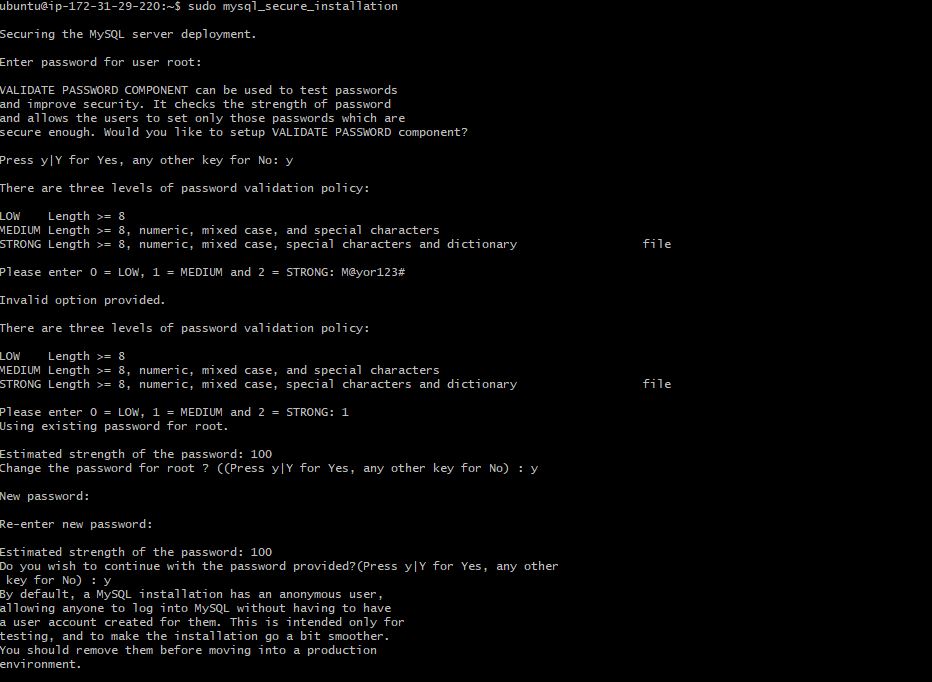 ubuntu@ip-172-31-29-220:~$ sudo mysql_secure_installation
Securing the MySQL server deployment.
Enter password for user root:
VALIDATE PASSWORD COMPONENT can be used to test passwords
and improve security. It checks the strength of password
and allows the users to set only those passwords which are
secure enough. Would you like to setup VALIDATE PASSWORD component?
Press y|Y for Yes, any other key for No: y
There are three levels of password validation policy:
LOW    Length >= 8
MEDIUM Length >= 8, numeric, mixed case, and special characters
STRONG Length >= 8, numeric, mixed case, special characters and dictionary                  file
Please enter 0 = LOW, 1 = MEDIUM and 2 = STRONG: M@yor123#
Invalid option provided.
There are three levels of password validation policy:
LOW    Length >= 8
MEDIUM Length >= 8, numeric, mixed case, and special characters
STRONG Length >= 8, numeric, mixed case, special characters and dictionary                  file
Please enter 0 = LOW, 1 = MEDIUM and 2 = STRONG: 1
Using existing password for root.
Estimated strength of the password: 100
Change the password for root ? ((Press y|Y for Yes, any other key for No) : y
New password:
Re-enter new password:
Estimated strength of the password: 100
Do you wish to continue with the password provided?(Press y|Y for Yes, any other
 key for No) : y
By default, a MySQL installation has an anonymous user,
allowing anyone to log into MySQL without having to have
a user account created for them. This is intended only for
testing, and to make the installation go a bit smoother.
You should remove them before moving into a production
environment.